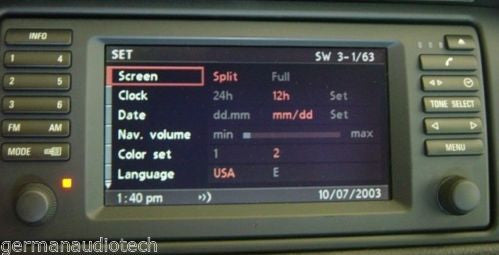 INFO
1 4
2 5
3 6
FM AM
MODE
SET SW 3-1/63
Screen Split Full
Clock 24h 12h Set
Date dd.mm mm/dd Set
Nav. volume min max
Color set 1 2
Language USA E
1:40 pm 10/07/2003
TONE SELECT
MENU
germanaudiotech